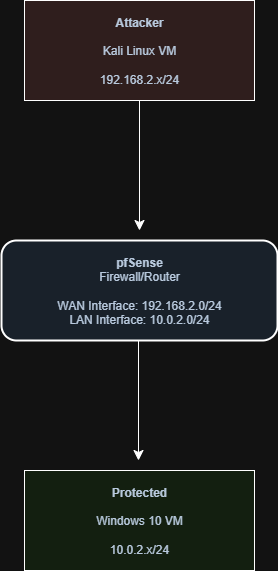 Attacker
Kali Linux VM
192.168.2.x/24
pfSense
Firewall/Router
WAN Interface: 192.168.2.0/24
LAN Interface: 10.0.2.0/24
Protected
Windows 10 VM
10.0.2.x/24